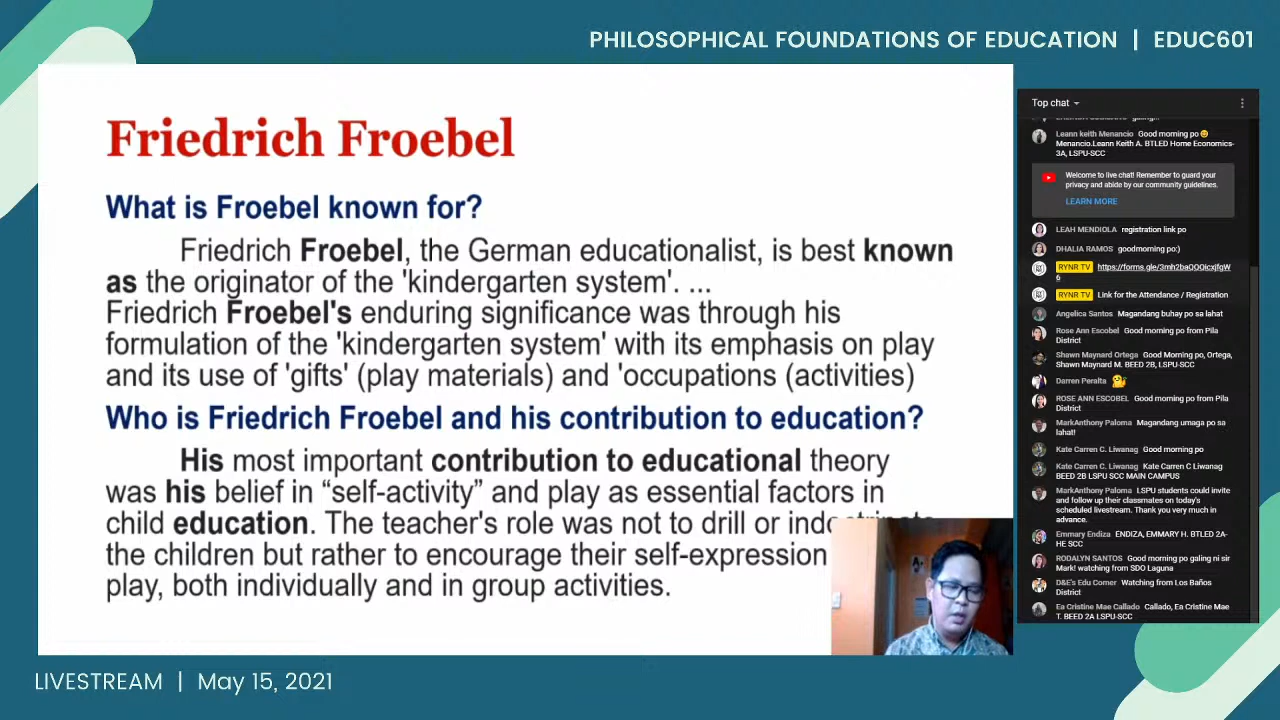 PHILOSOPHICAL FOUNDATIONS OF EDUCATION | EDUC601
Friedrich Froebel
What is Froebel known for?
Friedrich Froebel, the German educationalist, is best known
as the originator of the 'kindergarten system'. ...
Friedrich Froebel's enduring significance was through his
formulation of the 'kindergarten system' with its emphasis on play
and its use of 'gifts' (play materials) and 'occupations (activities)
Who is Friedrich Froebel and his contribution to education?
His most important contribution to educational theory
was his belief in “self-activity” and play as essential factors in
child education. The teacher's role was not to drill or indoctrinate
the children but rather to encourage their self-expression
play, both individually and in group activities.
Top chat
Leann keith Menancio Good morning po😀
Menancio.Leann Keith A. BTLED Home Economics-
3A, LSPU-SCC
Welcome to live chat! Remember to guard your
privacy and abide by our community guidelines.
LEARN MORE
LEAH MENDIOLA registration link po
DHALIA RAMOS goodmorning po:)
RYNR TV
RYNR TV Link for the Attendance / Registration
Angelica Santos Magandang buhay po sa lahat
Rose Ann Escobel Good morning po from Pila
District
Shawn Maynard Ortega Good Morning po, Ortega,
Shawn Maynard M. BEED 2B, LSPU-SCC
Darren Peralta
ROSE ANN ESCOBEL Good morning po from Pila
District
MarkAnthony Paloma Magandang umaga po sa
lahat!
Kate Carren C. Liwanag Good morning po
Kate Carren C. Liwanag Kate Carren C Liwanag
BEED 2B LSPU SCC MAIN CAMPUS
MarkAnthony Paloma LSPU students could invite
and follow up their classmates on today's
scheduled livestream. Thank you very much in
advance.
Emmary Endiza ENDIZA, EMMARY H. BTLED 2A-
HE SCC
RODALYN SANTOS Good morning po galing ni sir
Mark! watching from SDO Laguna
D&E's Edu Corner Watching from Los Baños
District
Ea Cristine Mae Callado Callado, Ea Cristine Mae
T. BEED 2A LSPU-SCC
LIVESTREAM | May 15, 2021